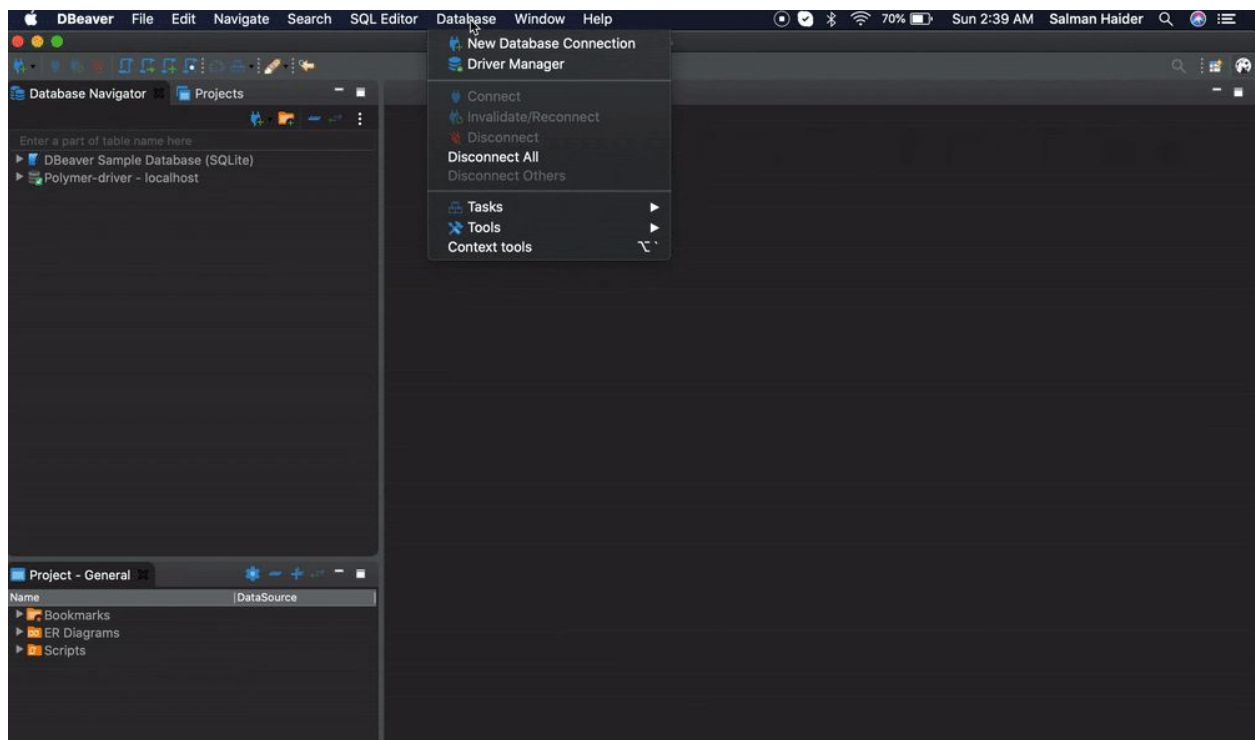 DBeaver File Edit Navigate Search SQL Editor Database Window Help 70% Sun 2:39 AM Salman Haider
New Database Connection
Driver Manager
Connect
Invalidate/Reconnect
Disconnect
Disconnect All
Disconnect Others
Tasks
Tools
Context tools ⌥`
Database Navigator Projects
Enter a part of table name here
DBeaver Sample Database (SQLite)
Polymer-driver - localhost
Project - General
Name DataSource
Bookmarks
ER Diagrams
Scripts